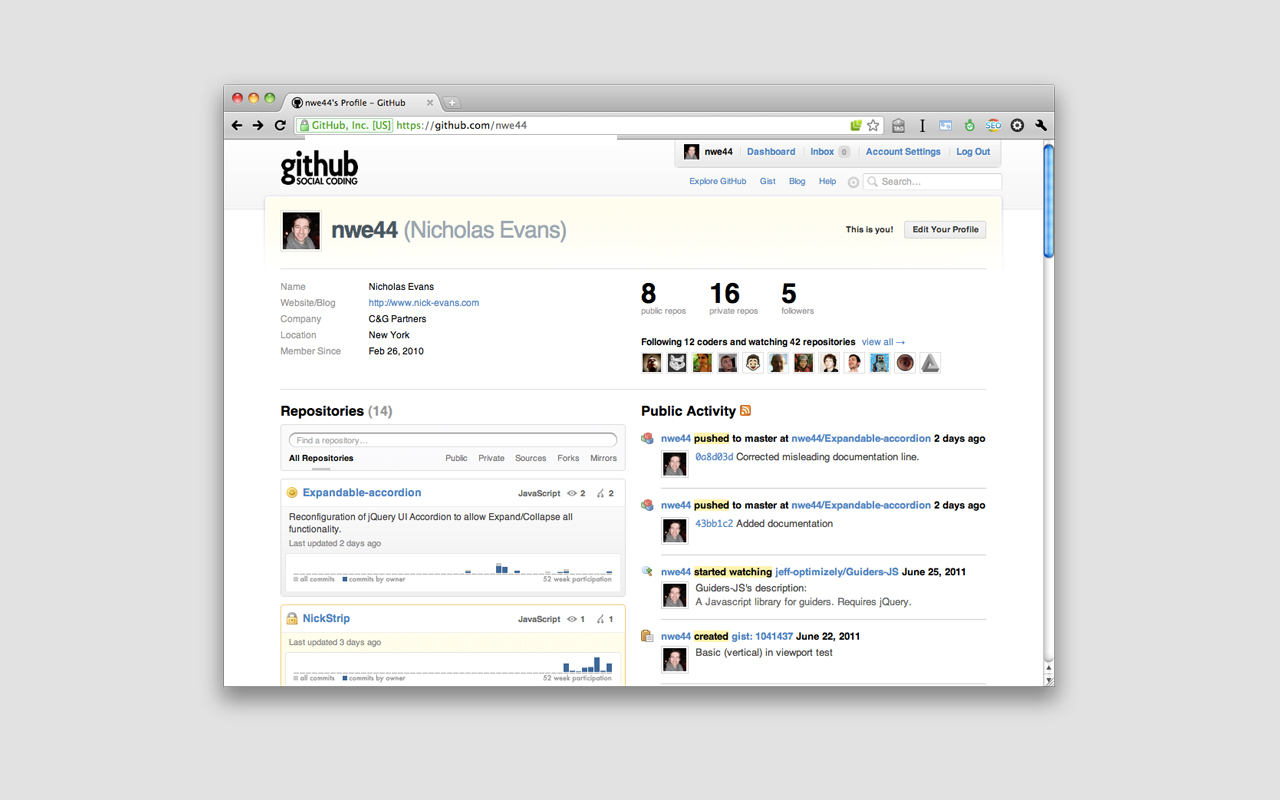 nwe44's Profile – GitHub
GitHub, Inc. [US] https://github.com/nwe44
TAG
SEO
github
SOCIAL CODING
nwe44 Dashboard Inbox 0 Account Settings Log Out
Explore GitHub Gist Blog Help Search...
nwe44 (Nicholas Evans)
This is you! Edit Your Profile
Name Nicholas Evans
Website/Blog http://www.nick-evans.com
Company C&G Partners
Location New York
Member Since Feb 26, 2010
8 16 5
public repos private repos followers
Following 12 coders and watching 42 repositories view all →
Repositories (14)
Find a repository…
All Repositories Public Private Sources Forks Mirrors
Expandable-accordion JavaScript 2 2
Reconfiguration of jQuery UI Accordion to allow Expand/Collapse all
functionality.
Last updated 2 days ago
all commits commits by owner 52 week participation
NickStrip JavaScript 1 1
Last updated 3 days ago
all commits commits by owner 52 week participation
Public Activity
nwe44 pushed to master at nwe44/Expandable-accordion 2 days ago
0a8d03d Corrected misleading documentation line.
nwe44 pushed to master at nwe44/Expandable-accordion 2 days ago
43bb1c2 Added documentation
nwe44 started watching jeff-optimizely/Guiders-JS June 25, 2011
Guiders-JS's description:
A Javascript library for guiders. Requires jQuery.
nwe44 created gist: 1041437 June 22, 2011
Basic (vertical) in viewport test